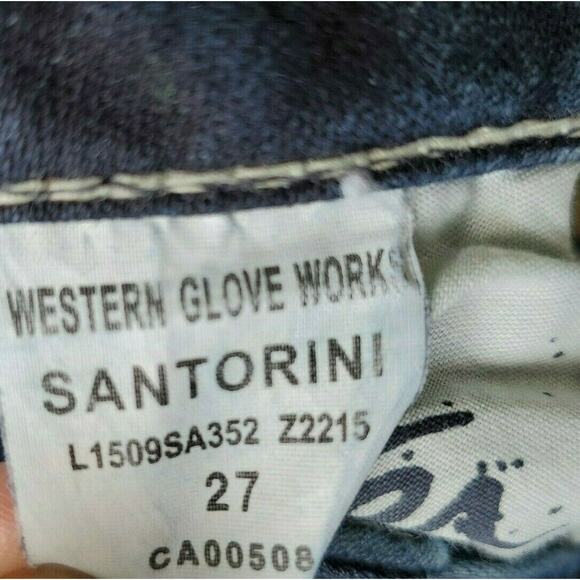 WESTERN GLOVE WORKS
SANTORINI
L1509SA352 Z2215
27
CA00508